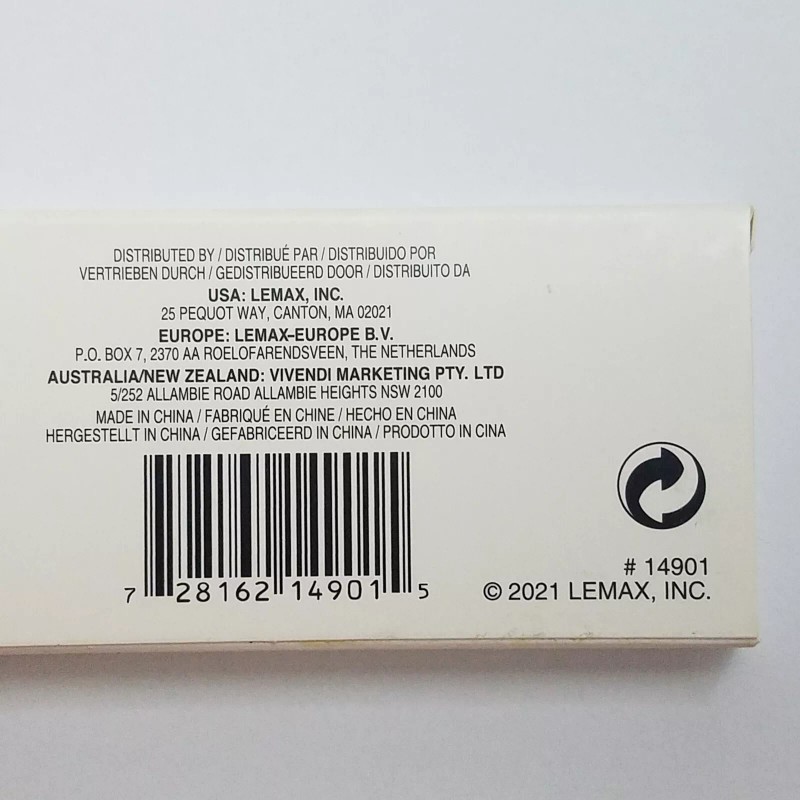 DISTRIBUTED BY / DISTRIBUÉ PAR / DISTRIBUIDO POR
VERTRIEBEN DURCH / GEDISTRIBUEERD DOOR / DISTRIBUITO DA
USA: LEMAX, INC.
25 PEQUOT WAY, CANTON, MA 02021
EUROPE: LEMAX-EUROPE B.V.
P.O. BOX 7, 2370 AA ROELOFARENDSVEEN, THE NETHERLANDS
AUSTRALIA/NEW ZEALAND: VIVENDI MARKETING PTY. LTD
5/252 ALLAMBIE ROAD ALLAMBIE HEIGHTS NSW 2100
MADE IN CHINA / FABRIQUÉ EN CHINE / HECHO EN CHINA
HERGESTELLT IN CHINA / GEFABRICEERD IN CHINA / PRODOTTO IN CINA
7 28162 14901 5
# 14901
© 2021 LEMAX, INC.